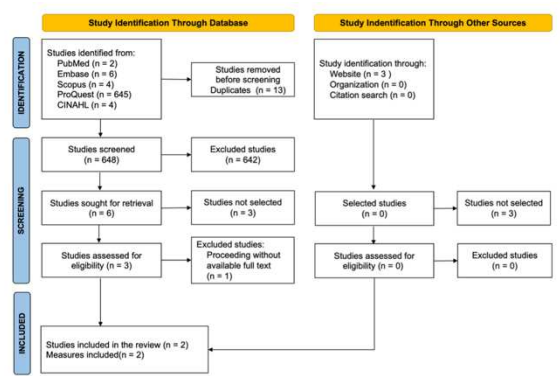 Study Identification Through Database
Study Indentification Through Other Sources
IDENTIFICATION
Studies identified from:
PubMed (n = 2)
Embase (n = 6)
Scopus (n = 4)
ProQuest (n = 645)
CINAHL (n = 4)
Studies removed
before screening
Duplicates (n = 13)
Study identification through:
Website (n = 3 )
Organization (n = 0)
Citation search (n = 0)
SCREENING
Studies screened
(n = 648)
Excluded studies
(n = 642)
Studies sought for retrieval
(n = 6)
Studies not selected
(n = 3)
Selected studies
(n = 0)
Studies not selected
(n = 3)
Studies assessed for
eligibility (n = 3)
Excluded studies:
Proceeding without
available full text
(n = 1)
Studies assessed for
eligibility (n = 0)
Excluded studies
(n = 0)
INCLUDED
Studies included in the review (n = 2)
Measures included(n = 2)